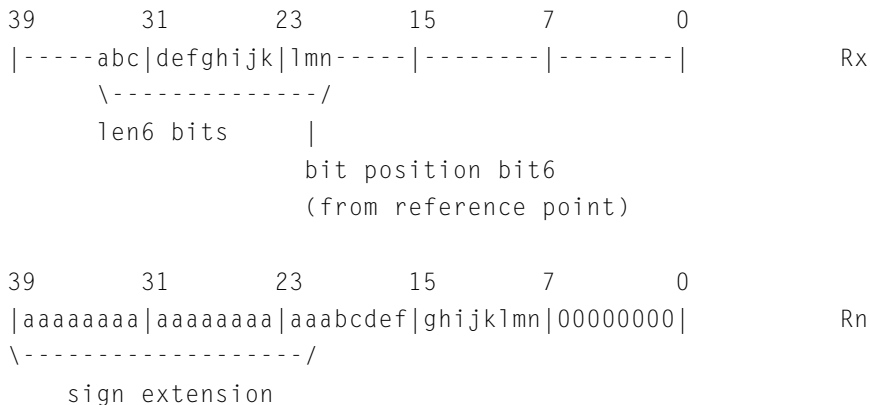 39 31 23 15 7 0
|-----abc|defghijk|lmn-----|--------|--------| Rx
\--------------/
len6 bits |
bit position bit6
(from reference point)
39 31 23 15 7 0
|aaaaaaaa|aaaaaaaa|aaabcdef|ghijklmn|00000000| Rn
\-------------------/
sign extension